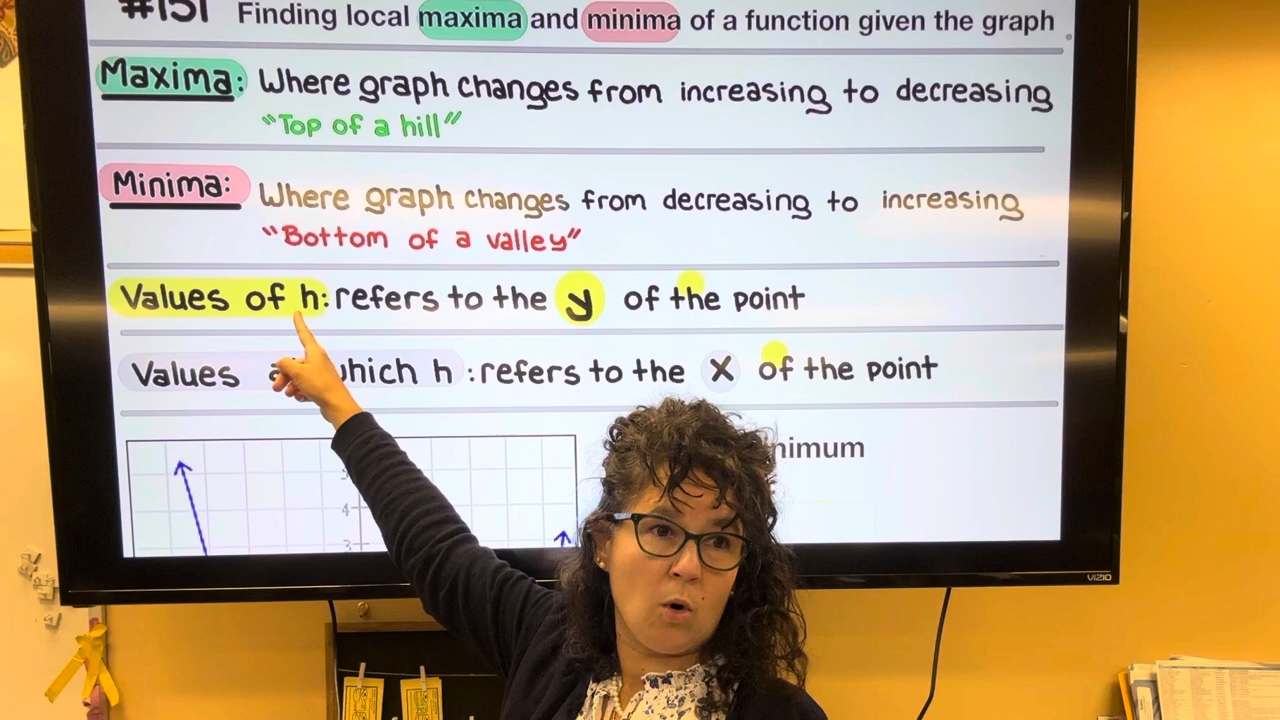 #151 Finding local maxima and minima of a function given the graph
Maxima: Where graph changes from increasing to decreasing
"Top of a hill"
Minima: Where graph changes from decreasing to increasing
"Bottom of a valley"
Values of h: refers to the y of the point
Values which h : refers to the x of the point
nimum
4
3
VIZIO